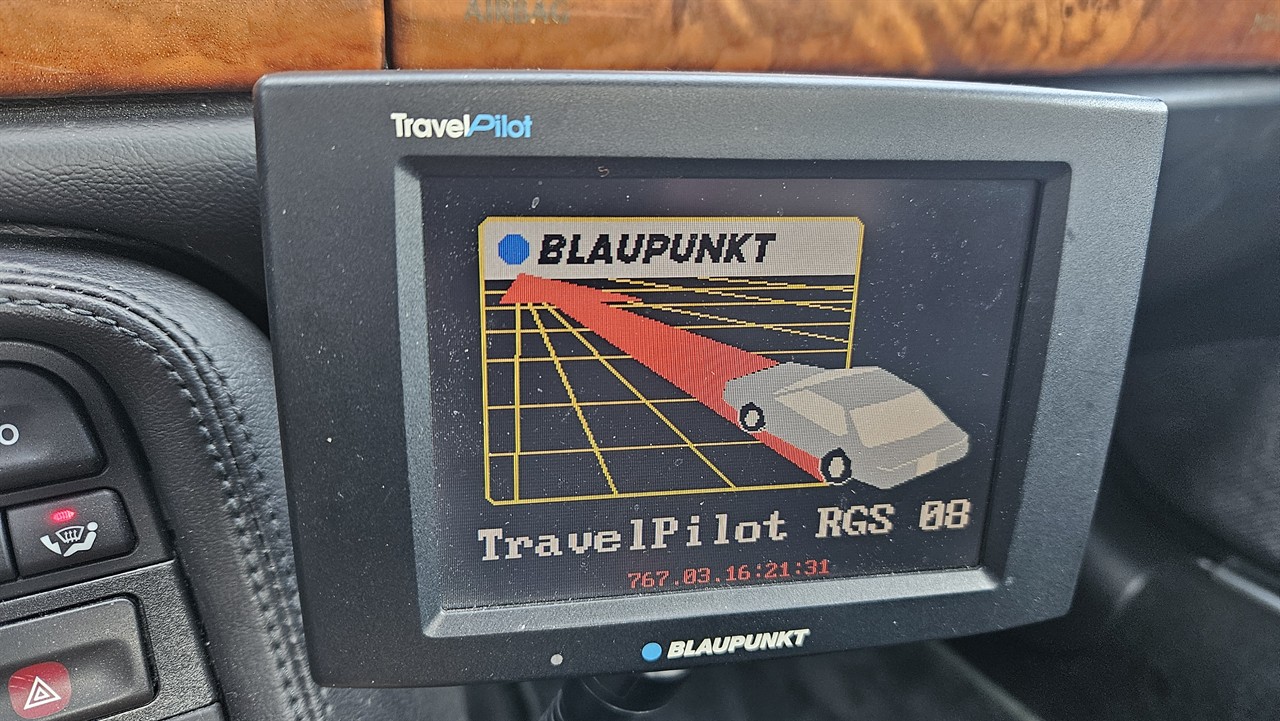 AIRBAG
TravelPilot
BLAUPUNKT
TravelPilot RGS 08
767.03.16:21:31
BLAUPUNKT